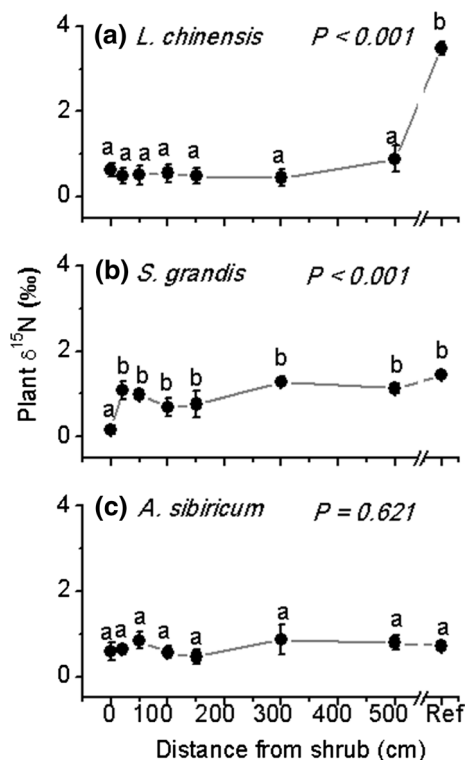 (a) L. chinensis P < 0.001
4
2
0
a a a a a a a b
(b) S. grandis P < 0.001
4
2
0
a b b b b b b b
(c) A. sibiricum P = 0.621
4
2
0
a a a a a a a a
Plant δ¹⁵N (‰)
0 100 200 300 400 500 Ref
Distance from shrub (cm)